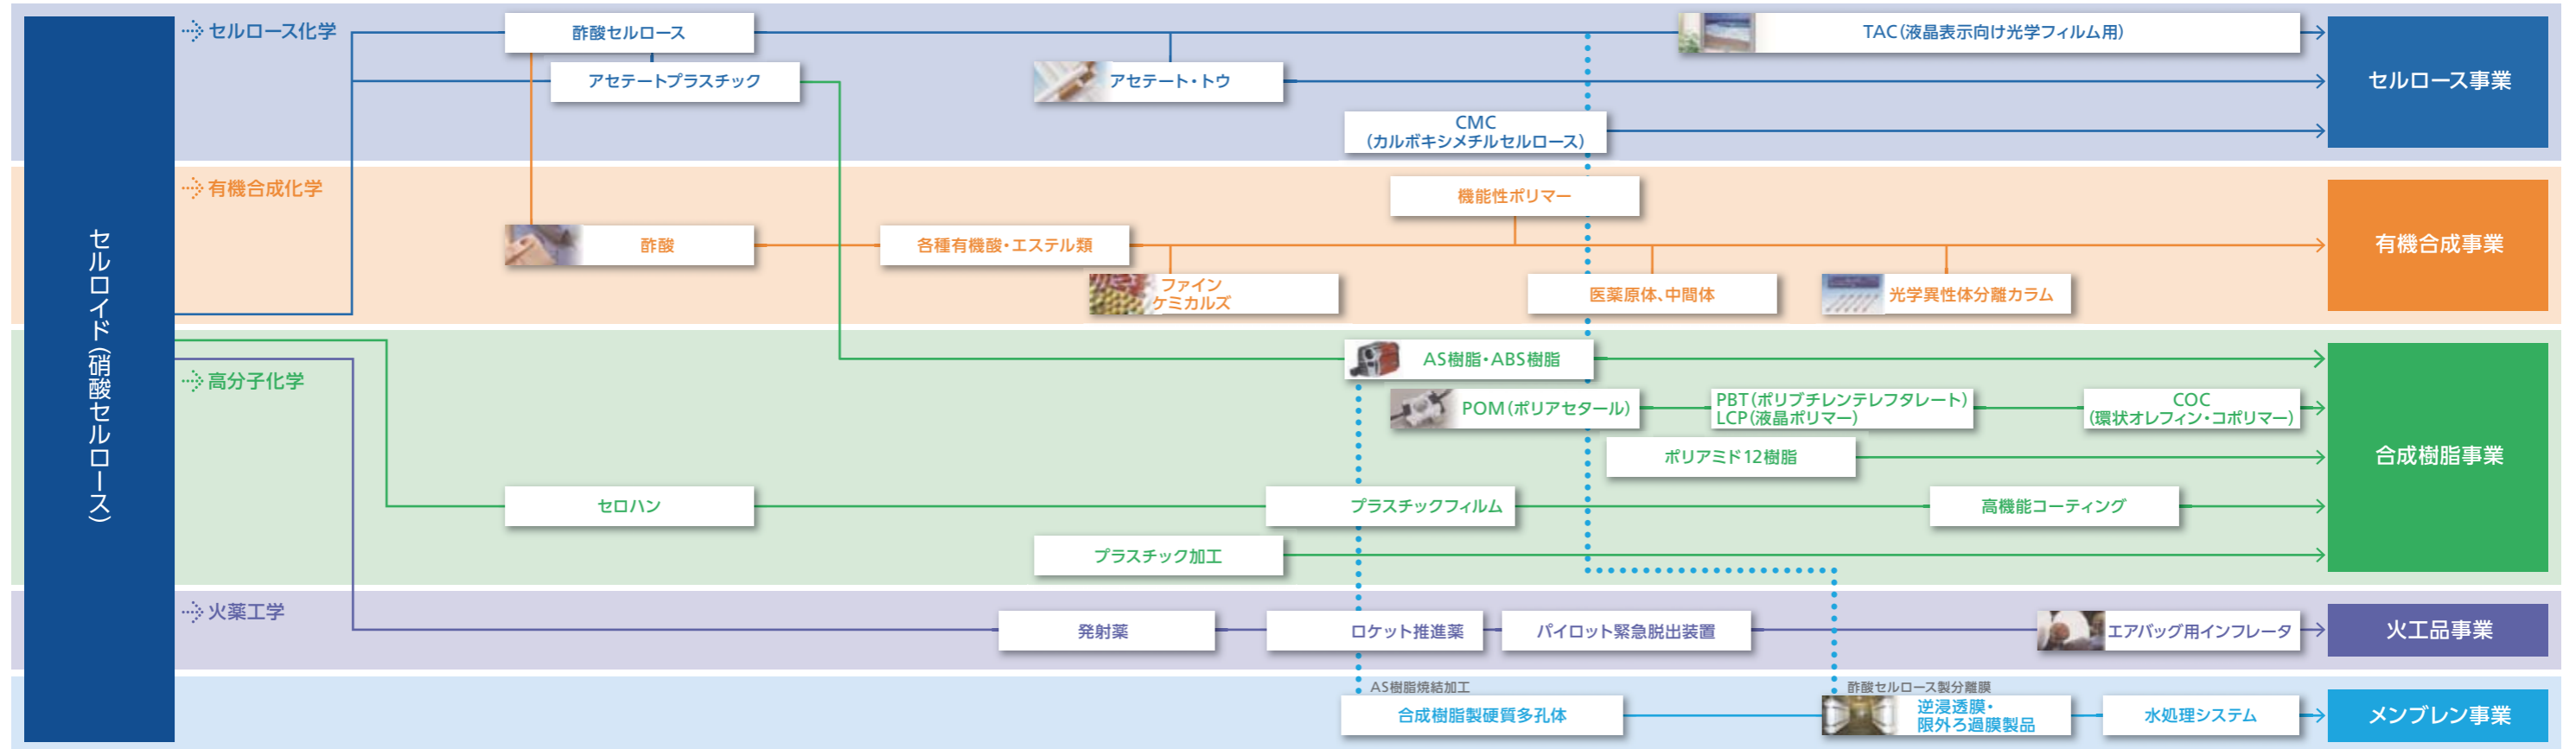 セルロイド(硝酸セルロース)
セルロース化学
酢酸セルロース
TAC(液晶表示向け光学フィルム用)
アセテートプラスチック
アセテート・トウ
CMC
(カルボキシメチルセルロース)
セルロース事業
有機合成化学
機能性ポリマー
酢酸
各種有機酸・エステル類
ファイン
ケミカルズ
医薬原体、中間体
光学異性体分離カラム
有機合成事業
高分子化学
AS樹脂・ABS樹脂
POM(ポリアセタール)
PBT(ポリブチレンテレフタレート)
LCP(液晶ポリマー)
COC
(環状オレフィン・コポリマー)
ポリアミド12樹脂
セロハン
プラスチックフィルム
高機能コーティング
プラスチック加工
合成樹脂事業
火薬工学
発射薬
ロケット推進薬
パイロット緊急脱出装置
エアバッグ用インフレータ
火工品事業
AS樹脂焼結加工
合成樹脂製硬質多孔体
酢酸セルロース製分離膜
逆浸透膜・
限外ろ過膜製品
水処理システム
メンブレン事業